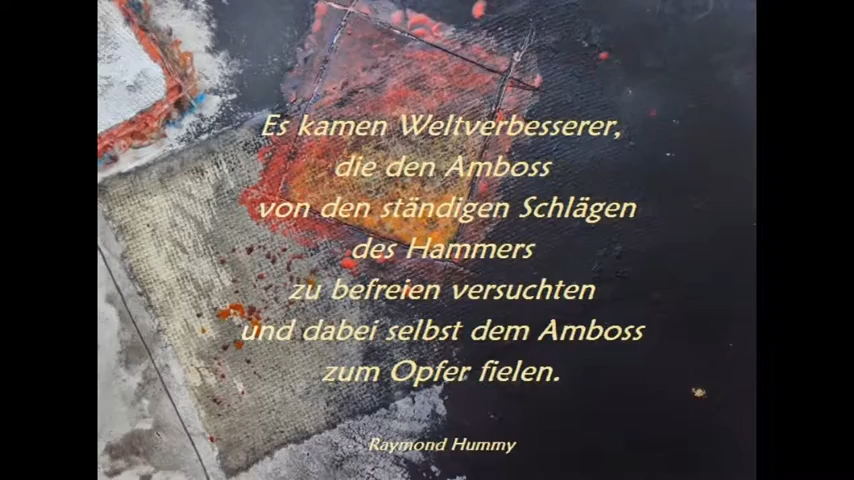 Es kamen Weltverbesserer,
die den Amboss
von den ständigen Schlägen
des Hammers
zu befreien versuchten
und dabei selbst dem Amboss
zum Opfer fielen.
Raymond Hummy